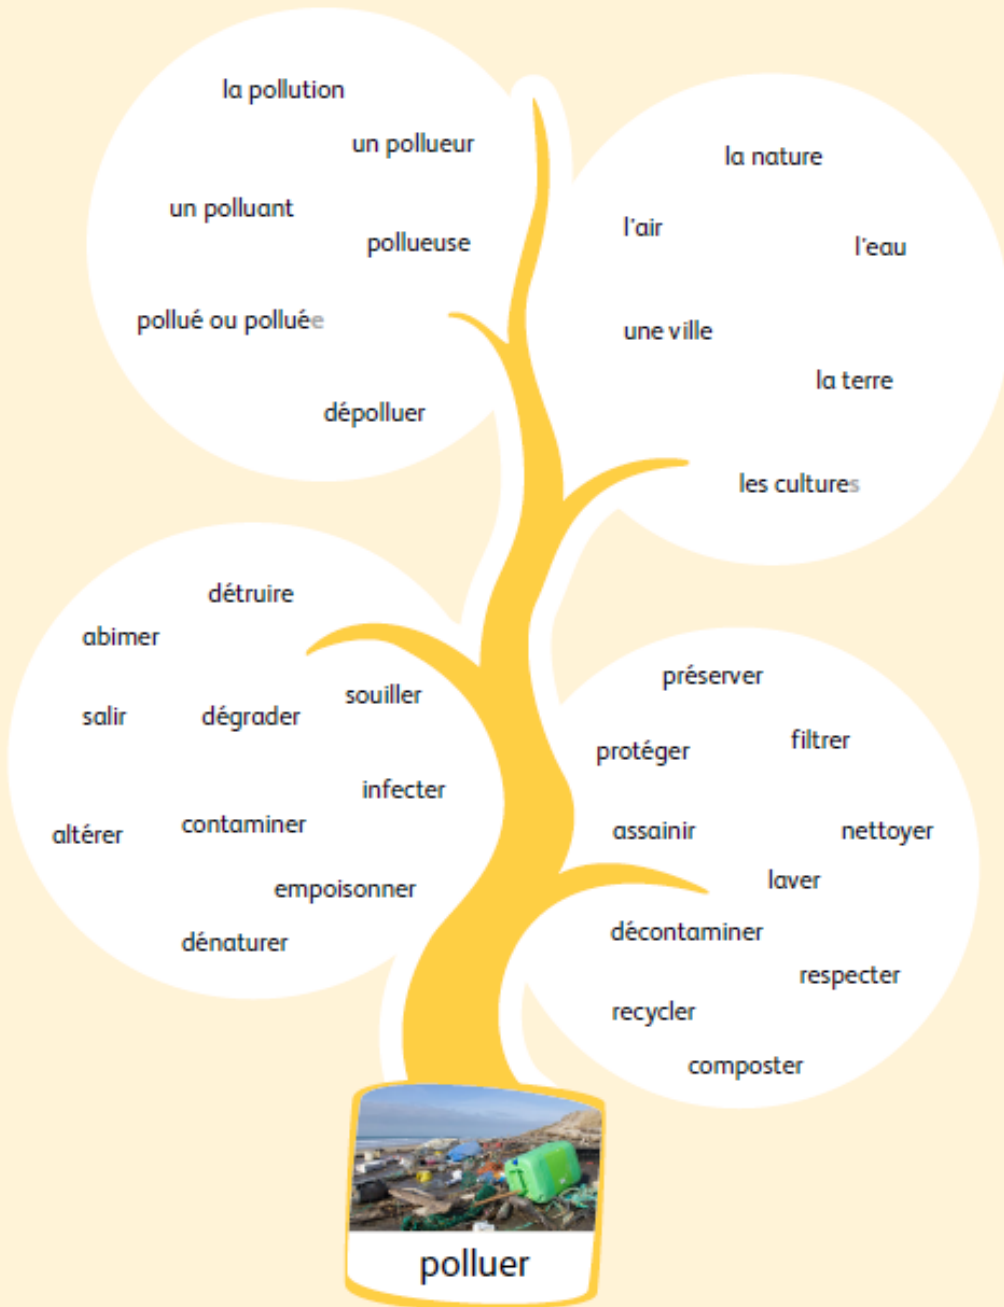 la pollution
un pollueur
un polluant
pollueuse
pollué ou polluée
dépolluer
la nature
l'air
l'eau
une ville
la terre
les cultures
détruire
abimer
souiller
salir
dégrader
infecter
contaminer
altérer
empoisonner
dénaturer
préserver
filtrer
protéger
assainir
nettoyer
laver
décontaminer
respecter
recycler
composter
polluer